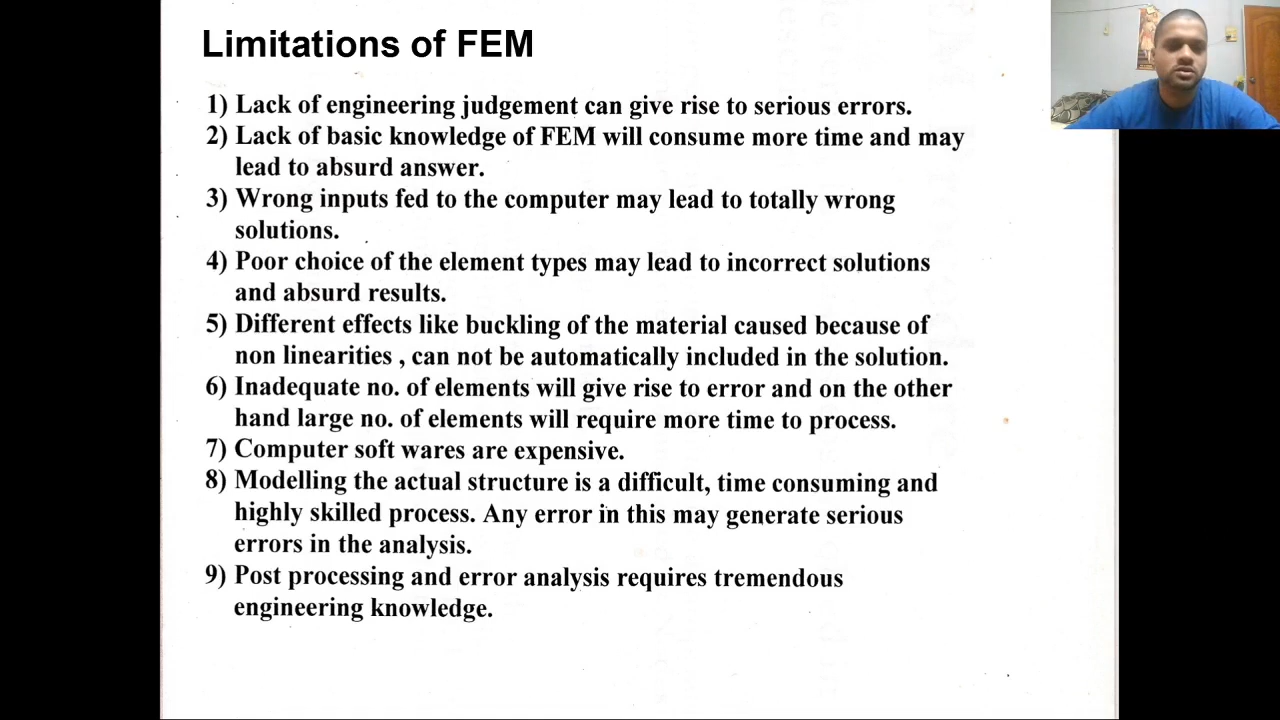 Limitations of FEM
1) Lack of engineering judgement can give rise to serious errors.
2) Lack of basic knowledge of FEM will consume more time and may
lead to absurd answer.
3) Wrong inputs fed to the computer may lead to totally wrong
solutions.
4) Poor choice of the element types may lead to incorrect solutions
and absurd results.
5) Different effects like buckling of the material caused because of
non linearities , can not be automatically included in the solution.
6) Inadequate no. of elements will give rise to error and on the other
hand large no. of elements will require more time to process.
7) Computer soft wares are expensive.
8) Modelling the actual structure is a difficult, time consuming and
highly skilled process. Any error in this may generate serious
errors in the analysis.
9) Post processing and error analysis requires tremendous
engineering knowledge.